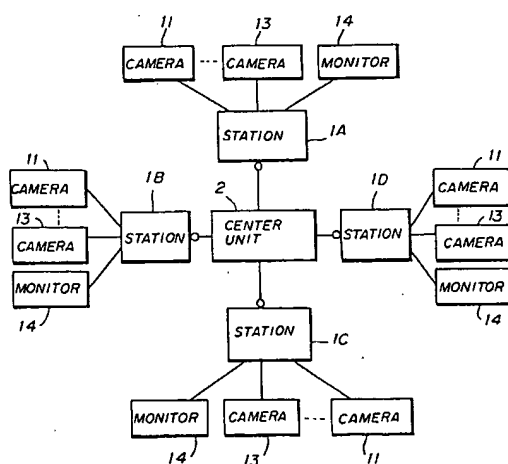 11 13 14
CAMERA CAMERA MONITOR
STATION
1A
11 1B 2 1D 11
CAMERA STATION CENTER UNIT STATION CAMERA
13 13
CAMERA CAMERA
MONITOR MONITOR
14 14
STATION
1C
MONITOR CAMERA CAMERA
14 13 11